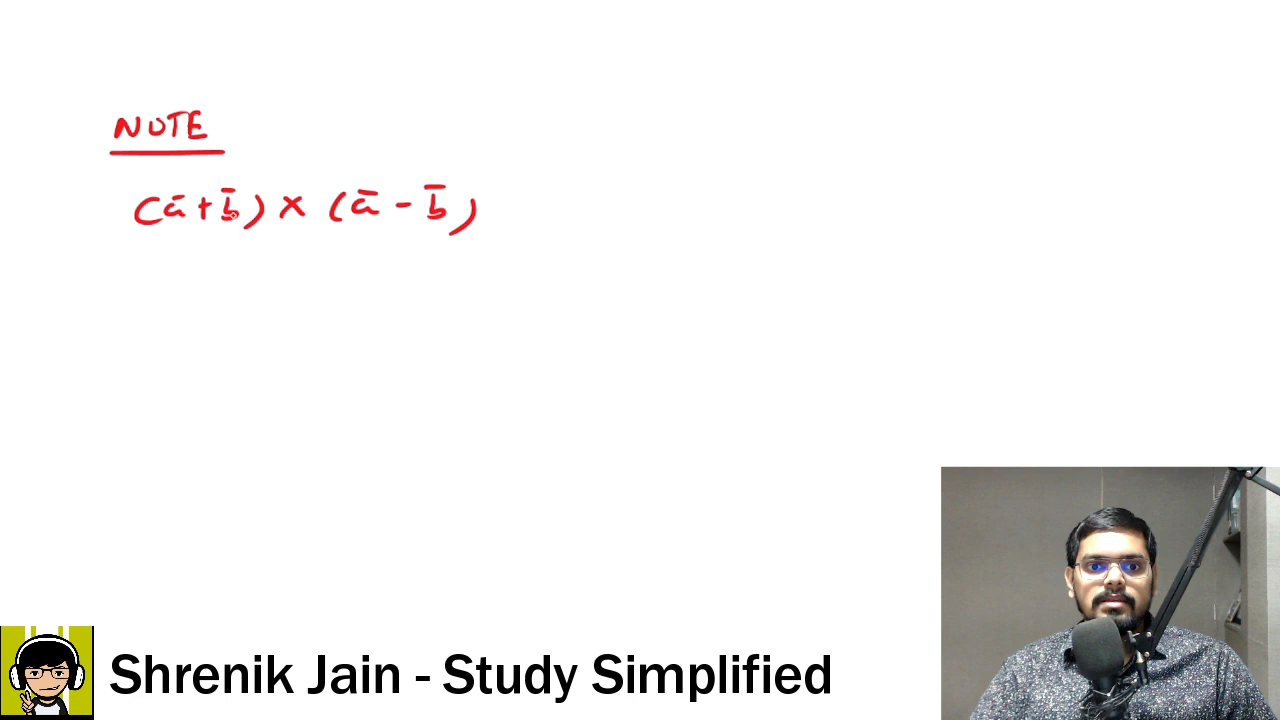 NOTE
(ā + b̄) × (ā - b̄)
Shrenik Jain - Study Simplified